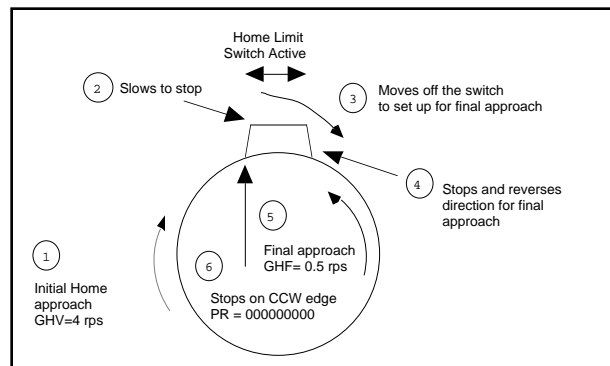 Home Limit
Switch Active
2 Slows to stop
3 Moves off the switch
to set up for final approach
4 Stops and reverses
direction for final
approach
5
Final approach
GHF= 0.5 rps
1
Initial Home
approach
GHV=4 rps
6
Stops on CCW edge
PR = 000000000